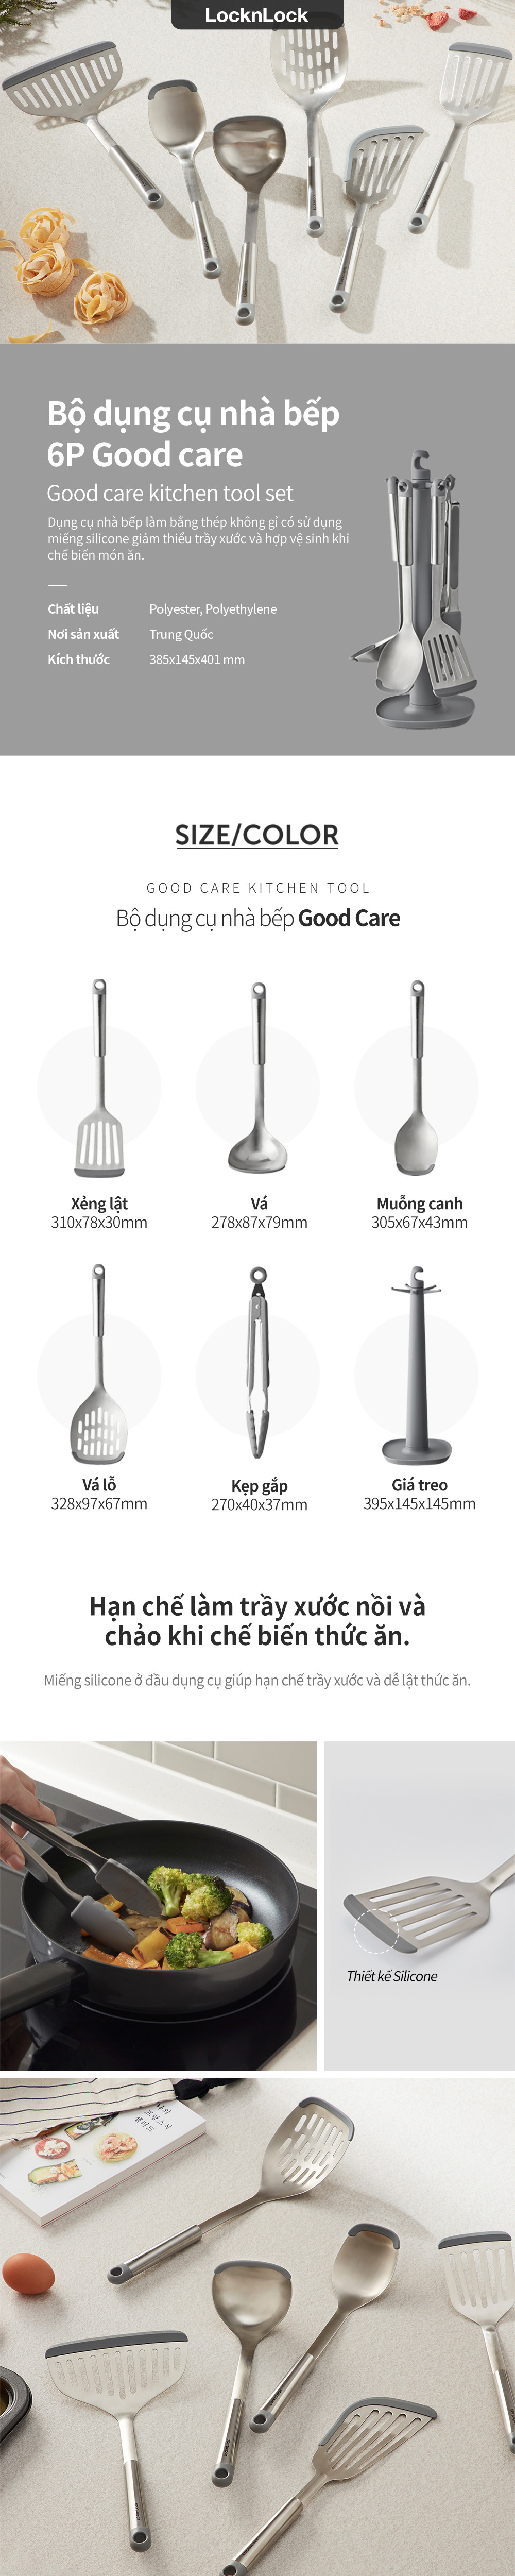 LocknLock
Bộ dụng cụ nhà bếp
6P Good care
Good care kitchen tool set
Dụng cụ nhà bếp làm bằng thép không gỉ có sử dụng
miếng silicone giảm thiểu trầy xước và hợp vệ sinh khi
chế biến món ăn.
Chất liệu Polyester, Polyethylene
Nơi sản xuất Trung Quốc
Kích thước 385x145x401 mm
SIZE/COLOR
GOOD CARE KITCHEN TOOL
Bộ dụng cụ nhà bếp Good Care
Xẻng lật Vá Muỗng canh
310x78x30mm 278x87x79mm 305x67x43mm
Vá lỗ Kẹp gắp Giá treo
328x97x67mm 270x40x37mm 395x145x145mm
Hạn chế làm trầy xước nồi và
chảo khi chế biến thức ăn.
Miếng silicone ở đầu dụng cụ giúp hạn chế trầy xước và dễ lật thức ăn.
Thiết kế Silicone